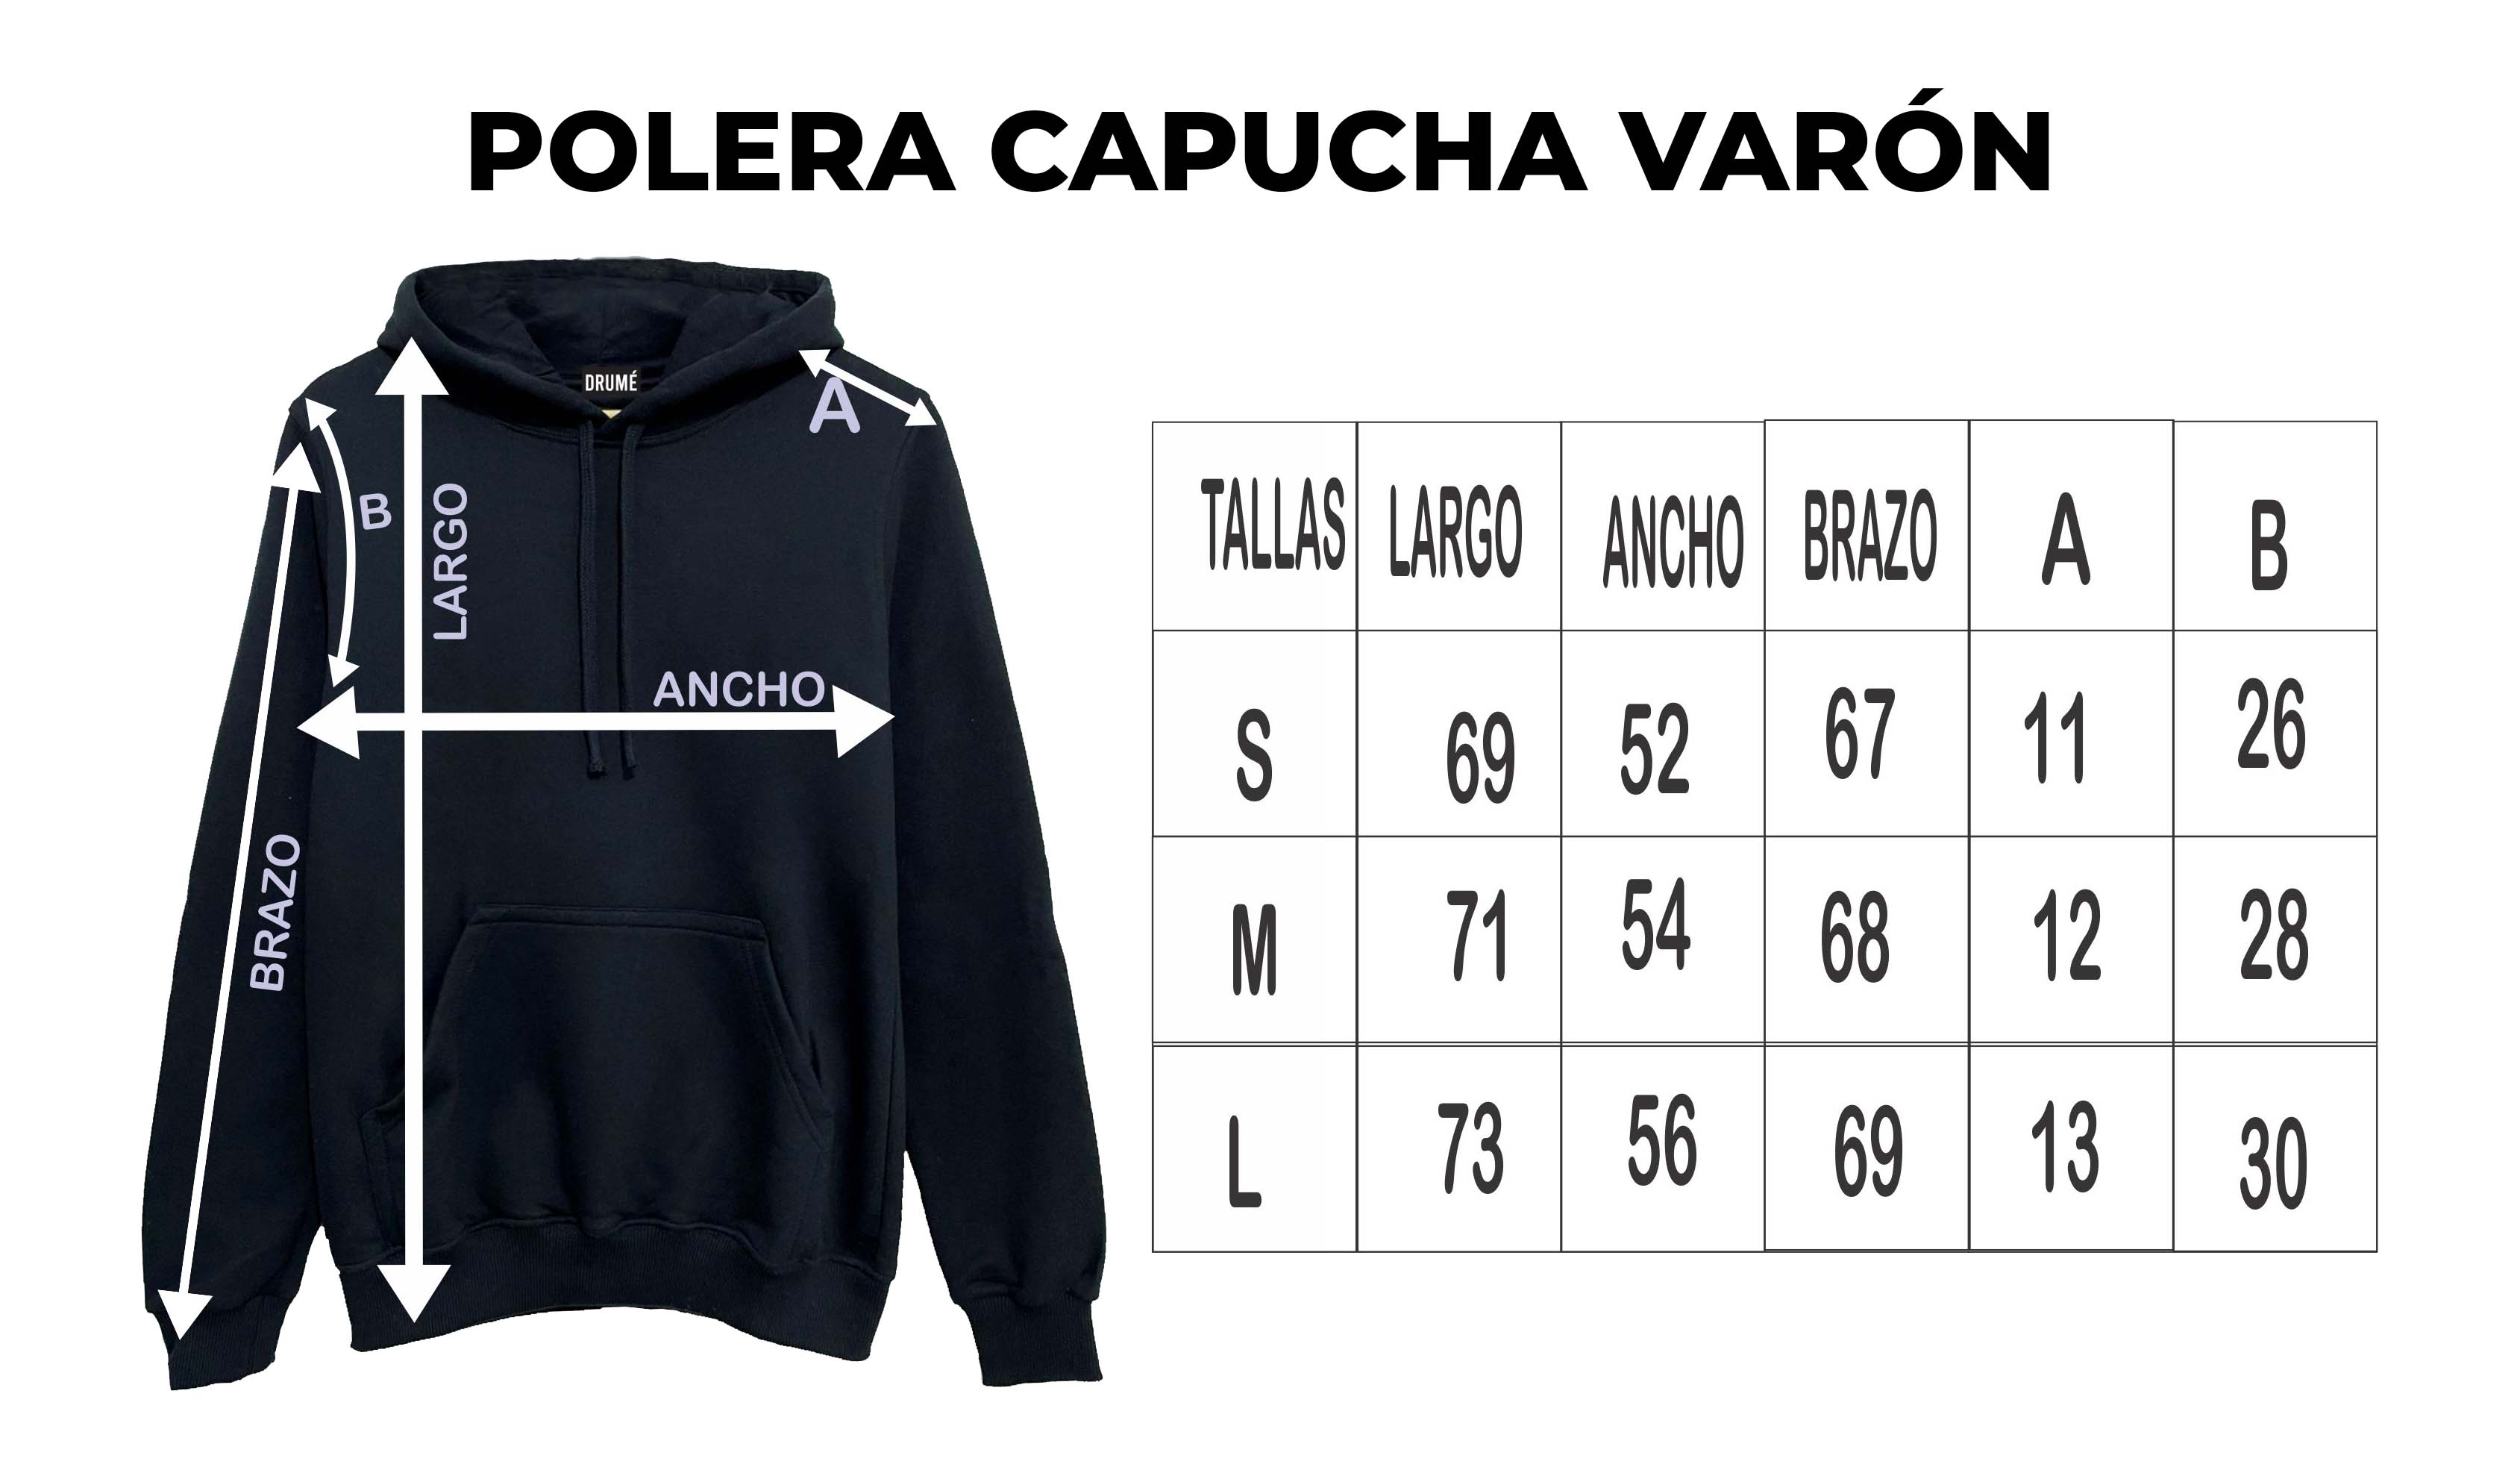 POLERA CAPUCHA VARÓN
DRUMÉ
A
B
LARGO
ANCHO
BRAZO
TALLAS LARGO ANCHO BRAZO A B
S 69 52 67 11 26
M 71 54 68 12 28
L 73 56 69 13 30